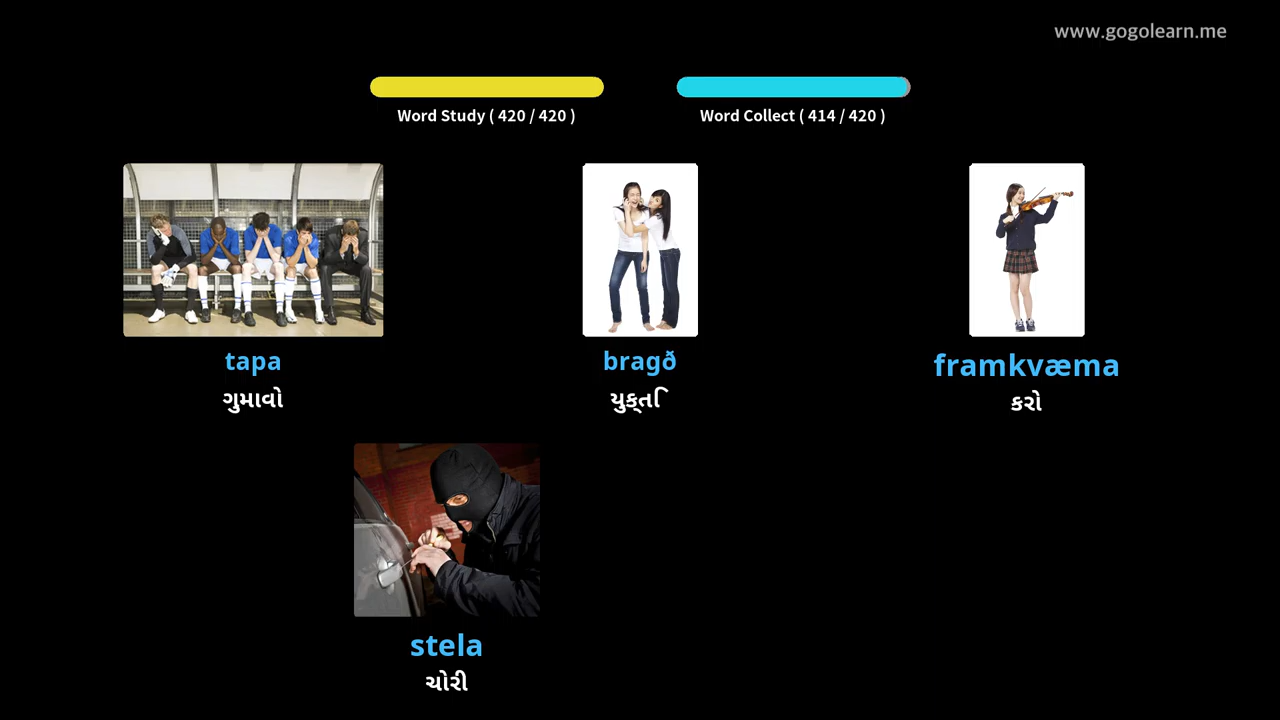 www.gogolearn.me
Word Study ( 420 / 420 )
Word Collect ( 414 / 420 )
tapa
ગુમાવો
bragð
યુક્તિ
framkvæma
કરો
stela
ચોરી